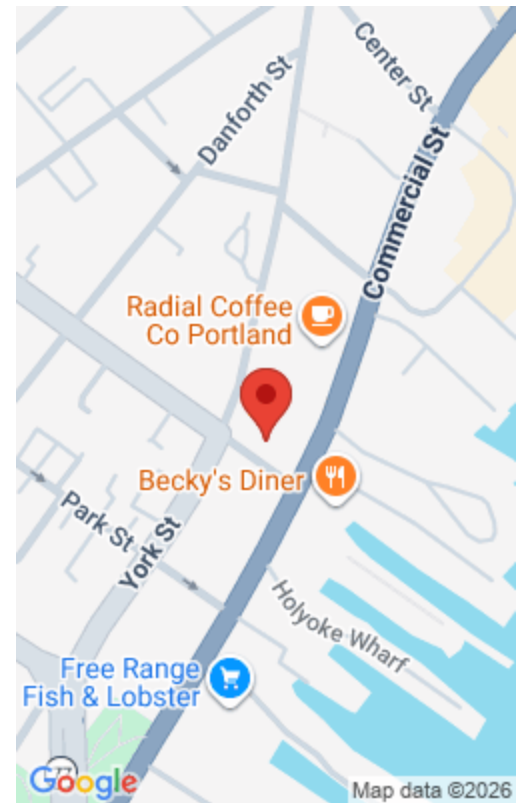 Center St
Danforth St
Commercial St
Radial Coffee
Co Portland
Becky's Diner
Park St
York St
Holyoke Wharf
Free Range
Fish & Lobster
77
Google
Map data ©2026